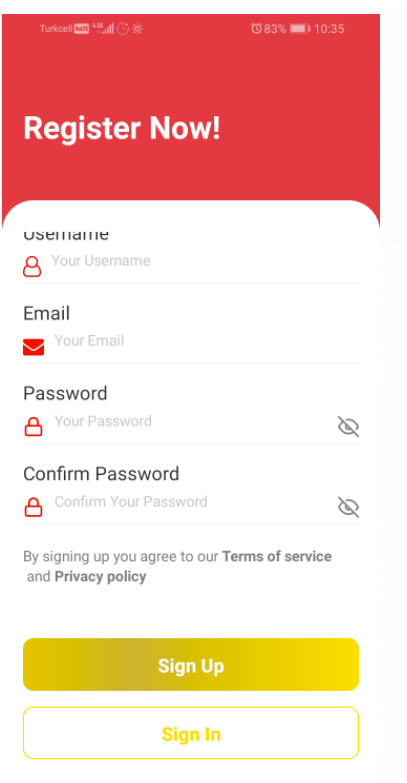 Turkcell
83% 10:35
Register Now!
Username
Your Username
Email
Your Email
Password
Your Password
Confirm Password
Confirm Your Password
By signing up you agree to our Terms of service
and Privacy policy
Sign Up
Sign In